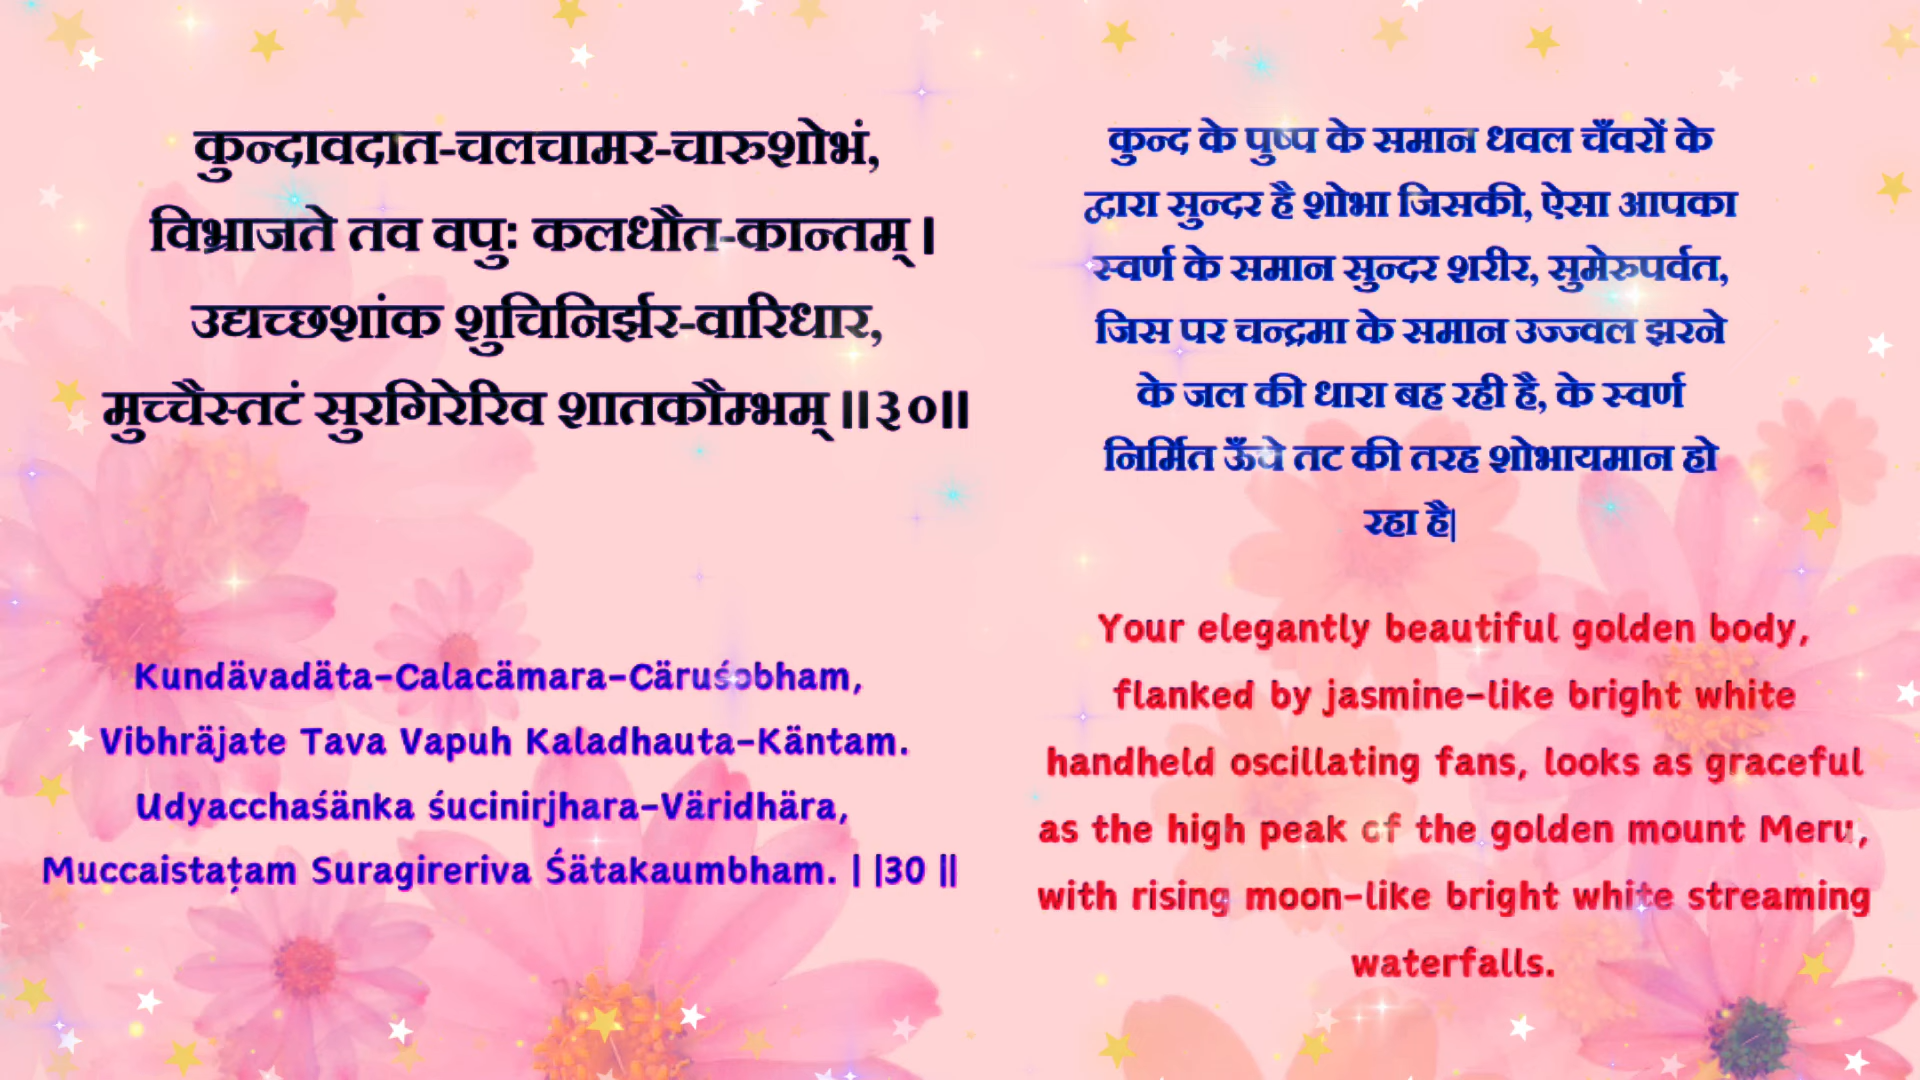 कुन्दावदात-चलचामर-चारुशोभं,
विभ्राजते तव वपुः कलधौत-कान्तम् ।
उद्यच्छशांक शुचिनिर्झर-वारिधार,
मुच्चैस्तटं सुरगिरेरिव शातकौम्भम् ॥३०॥
Kundävadäta-Calacämara-Cäruśobham,
Vibhräjate Tava Vapuh Kaladhauta-Käntam.
Udyacchaśänka śucinirjhara-Väridhära,
Muccaistaṭam Suragireriva Śätakaumbham. | |30 ||
कुन्द के पुष्प के समान धवल चँवरों के
द्वारा सुन्दर है शोभा जिसकी, ऐसा आपका
स्वर्ण के समान सुन्दर शरीर, सुमेरुपर्वत,
जिस पर चन्द्रमा के समान उज्ज्वल झरने
के जल की धारा बह रही है, के स्वर्ण
निर्मित ऊँचे तट की तरह शोभायमान हो
रहा है|
Your elegantly beautiful golden body,
flanked by jasmine-like bright white
handheld oscillating fans, looks as graceful
as the high peak of the golden mount Meru,
with rising moon-like bright white streaming
waterfalls.